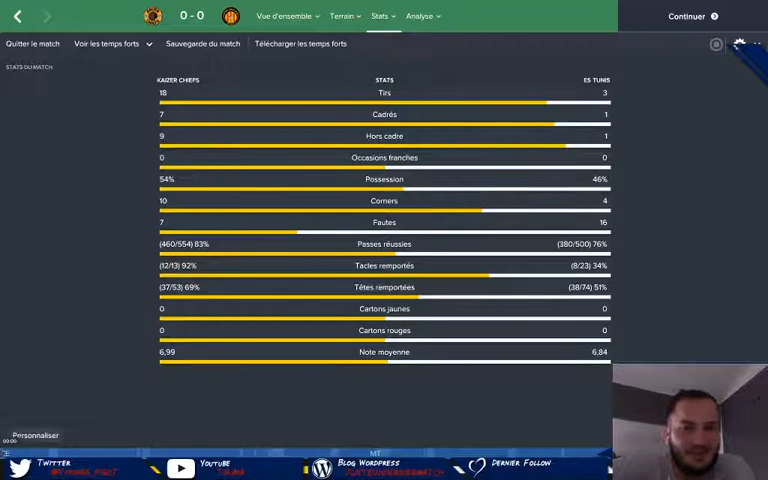 0 - 0 Vue d'ensemble Terrain Stats Analyse Continuer
Quitter le match Voir les temps forts Sauvegarde du match Télécharger les temps forts
STATS DU MATCH
KAIZER CHIEFS STATS ES TUNIS
18 Tirs 3
7 Cadrés 1
9 Hors cadre 1
0 Occasions franches 0
54% Possession 46%
10 Corners 4
7 Fautes 16
(460/554) 83% Passes réussies (380/500) 76%
(12/13) 92% Tacles remportés (8/23) 34%
(37/53) 69% Têtes remportées (38/74) 51%
0 Cartons jaunes 0
0 Cartons rouges 0
6,99 Note moyenne 6,84
Personnaliser
00:00
MT
Twitter Youtube Blog Wordpress Dernier Follow